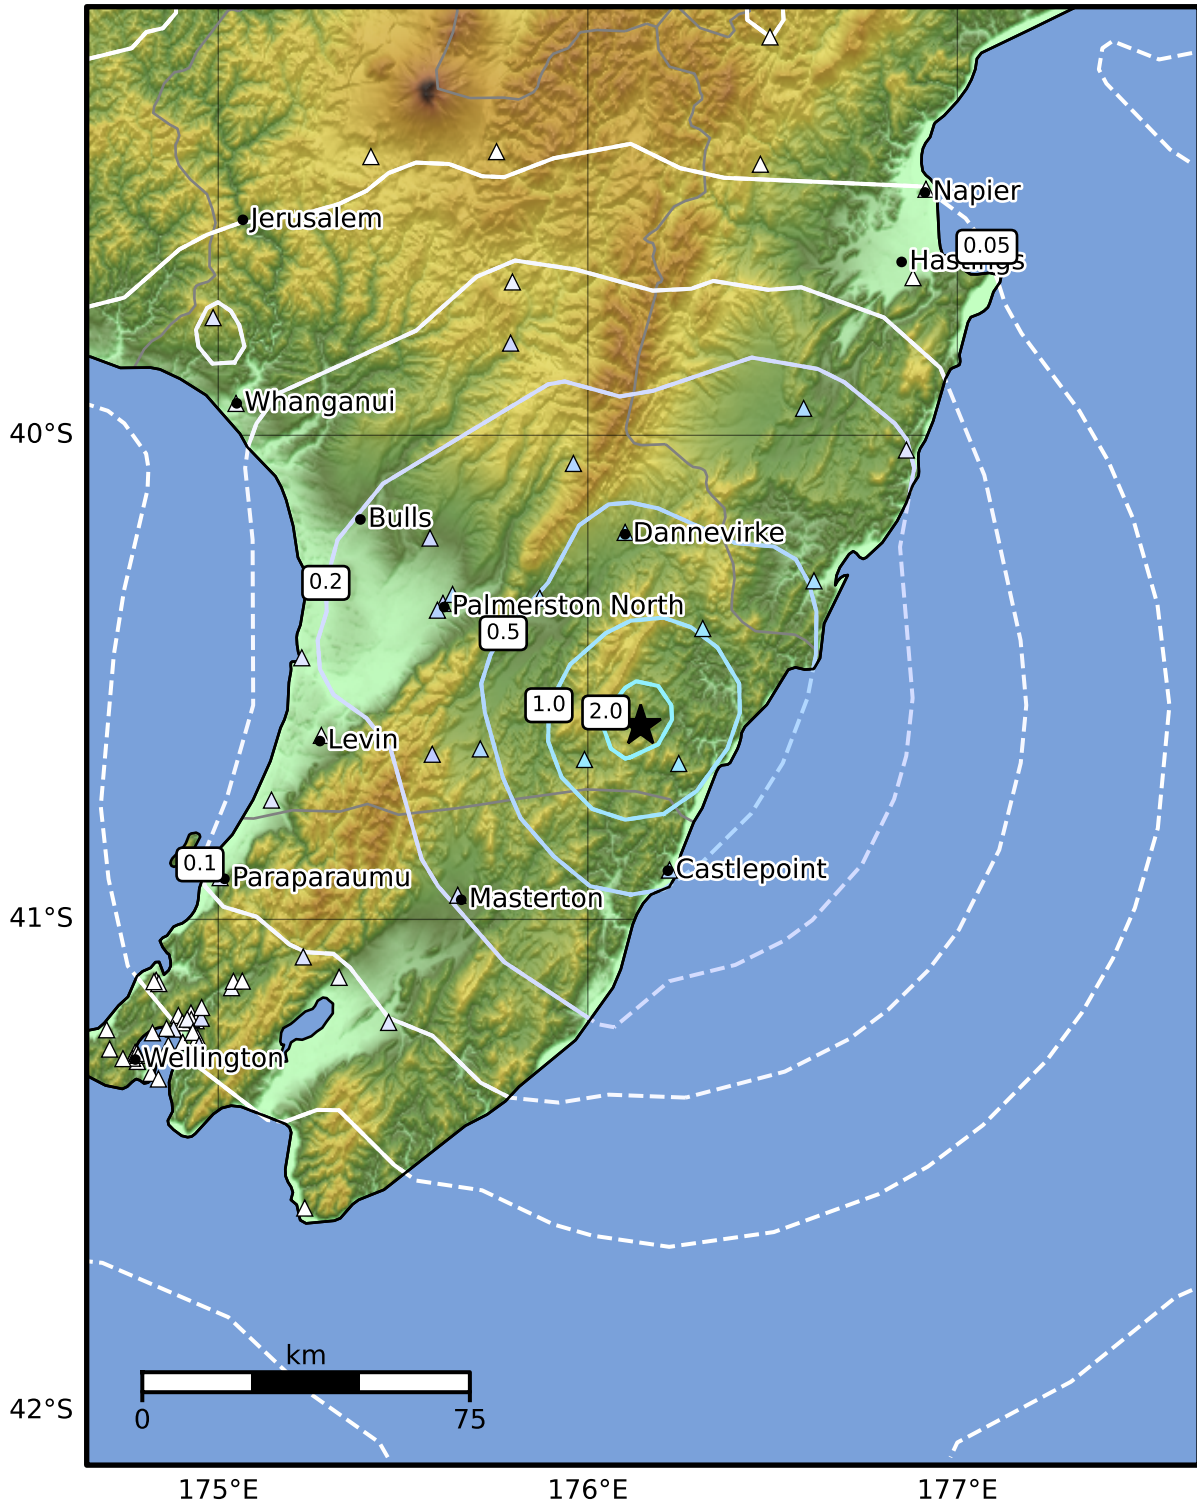 Napier
Jerusalem
0.05
Hastings
Whanganui
40°S
Bulls
Dannevirke
0.2
Palmerston North
0.5
1.0
2.0
Levin
0.1
Castlepoint
Paraparaumu
Masterton
41°S
Wellington
km
0
75
42°S
175°E
176°E
177°E